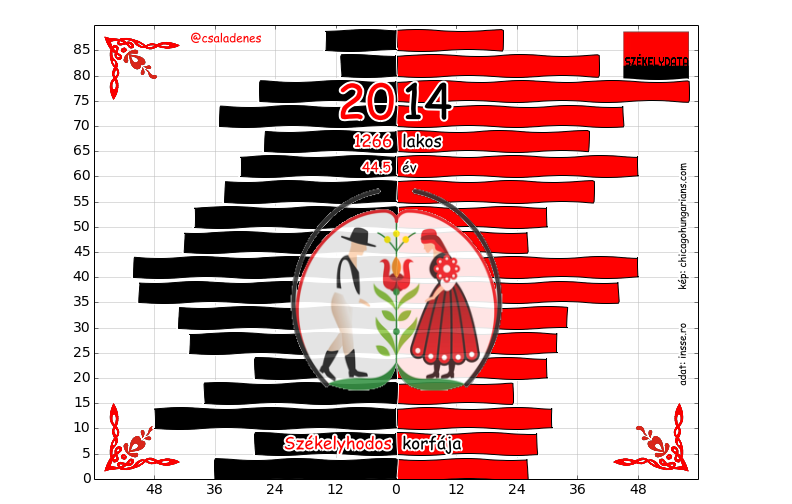 @csaladenes
SZÉKELYDATA
2014
1266 lakos
44.5 év
kép: chicagohungarians.com
adat: insse.ro
Székelyhodos korfája
85
80
75
70
65
60
55
50
45
40
35
30
25
20
15
10
5
0
48 36 24 12 0 12 24 36 48